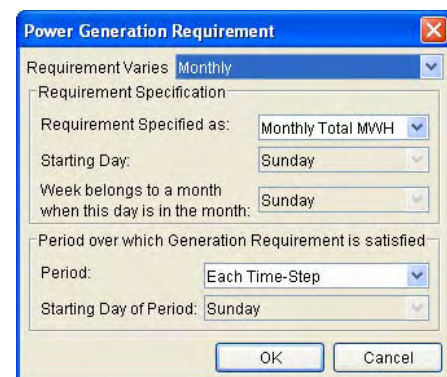 Power Generation Requirement
Requirement Varies Monthly
Requirement Specification
Requirement Specified as: Monthly Total MWH
Starting Day: Sunday
Week belongs to a month
when this day is in the month: Sunday
Period over which Generation Requirement is satisfied
Period: Each Time-Step
Starting Day of Period: Sunday
OK Cancel